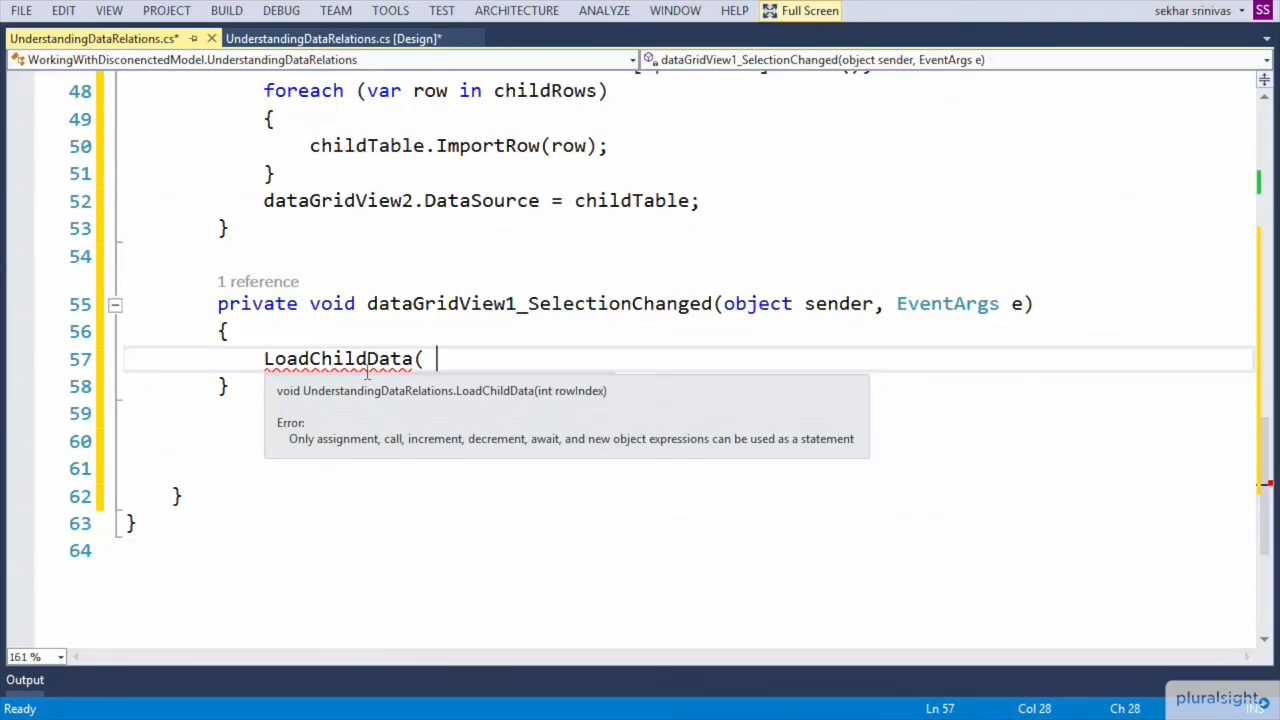 FILE EDIT VIEW PROJECT BUILD DEBUG TEAM TOOLS TEST ARCHITECTURE ANALYZE WINDOW HELP Full Screen sekhar srinivas SS
UnderstandingDataRelations.cs* UnderstandingDataRelations.cs [Design]*
WorkingWithDisonenctedModel.UnderstandingDataRelations dataGridView1_SelectionChanged(object sender, EventArgs e)
48 foreach (var row in childRows)
49 {
50 childTable.ImportRow(row);
51 }
52 dataGridView2.DataSource = childTable;
53 }
54
1 reference
55 private void dataGridView1_SelectionChanged(object sender, EventArgs e)
56 {
57 LoadChildData(
58 }
void UnderstandingDataRelations.LoadChildData(int rowIndex)
Error:
Only assignment, call, increment, decrement, await, and new object expressions can be used as a statement
59
60
61
62 }
63 }
64
161 %
Output
Ready Ln 57 Col 28 Ch 28 INS
pluralsight